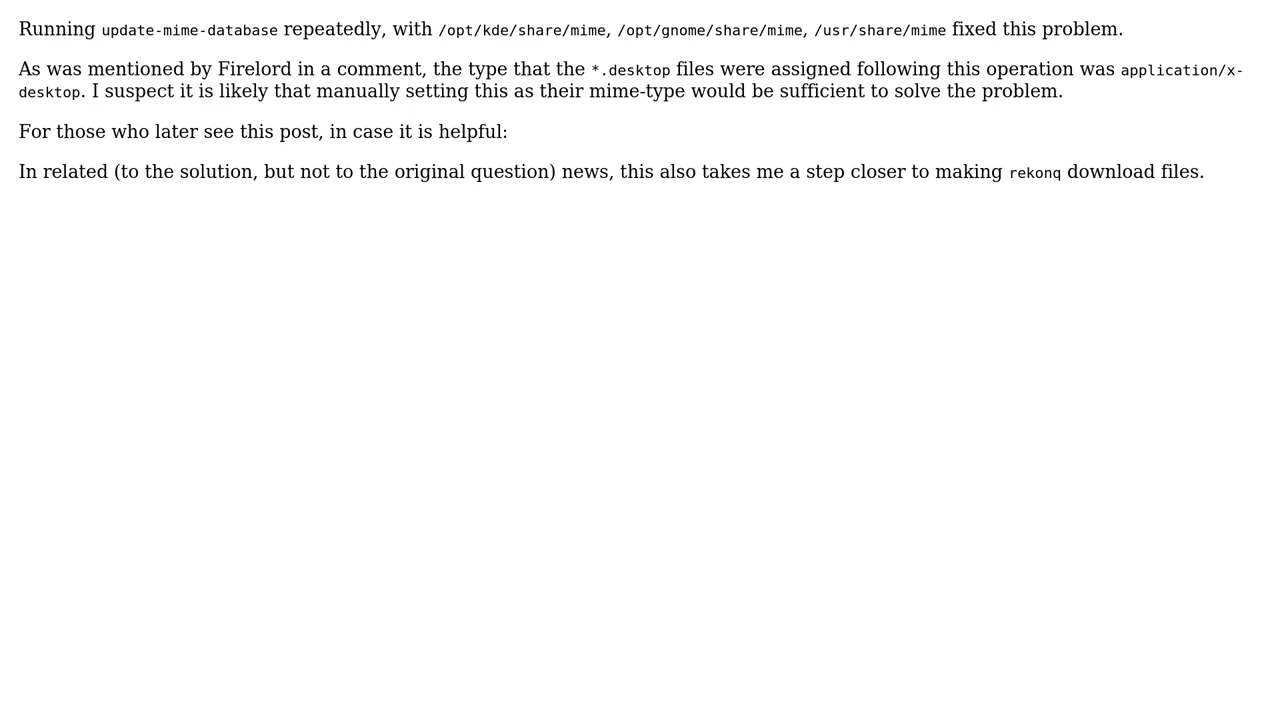 Running update-mime-database repeatedly, with /opt/kde/share/mime, /opt/gnome/share/mime, /usr/share/mime fixed this problem.
As was mentioned by Firelord in a comment, the type that the *.desktop files were assigned following this operation was application/x-
desktop. I suspect it is likely that manually setting this as their mime-type would be sufficient to solve the problem.
For those who later see this post, in case it is helpful:
In related (to the solution, but not to the original question) news, this also takes me a step closer to making rekonq download files.